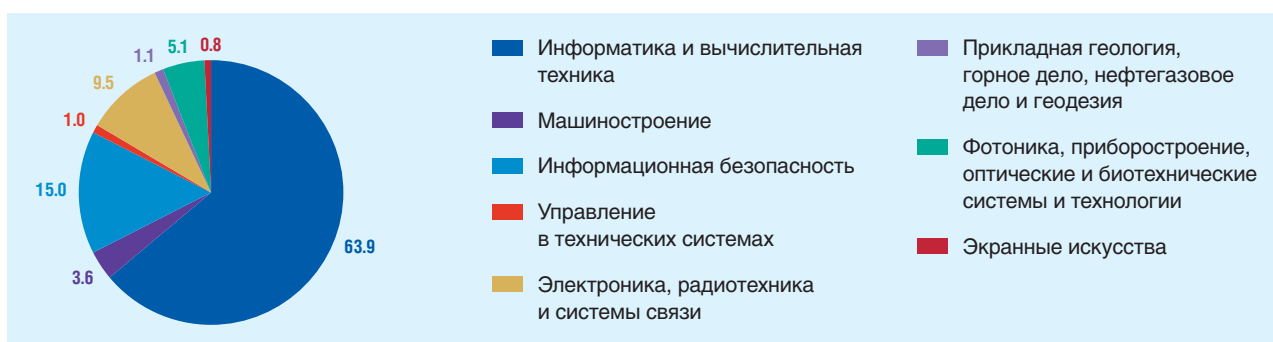 0.8
5.1
1.1
9.5
1.0
15.0
3.6
63.9
Информатика и вычислительная
техника
Машиностроение
Информационная безопасность
Управление
в технических системах
Электроника, радиотехника
и системы связи
Прикладная геология,
горное дело, нефтегазовое
дело и геодезия
Фотоника, приборостроение,
оптические и биотехнические
системы и технологии
Экранные искусства